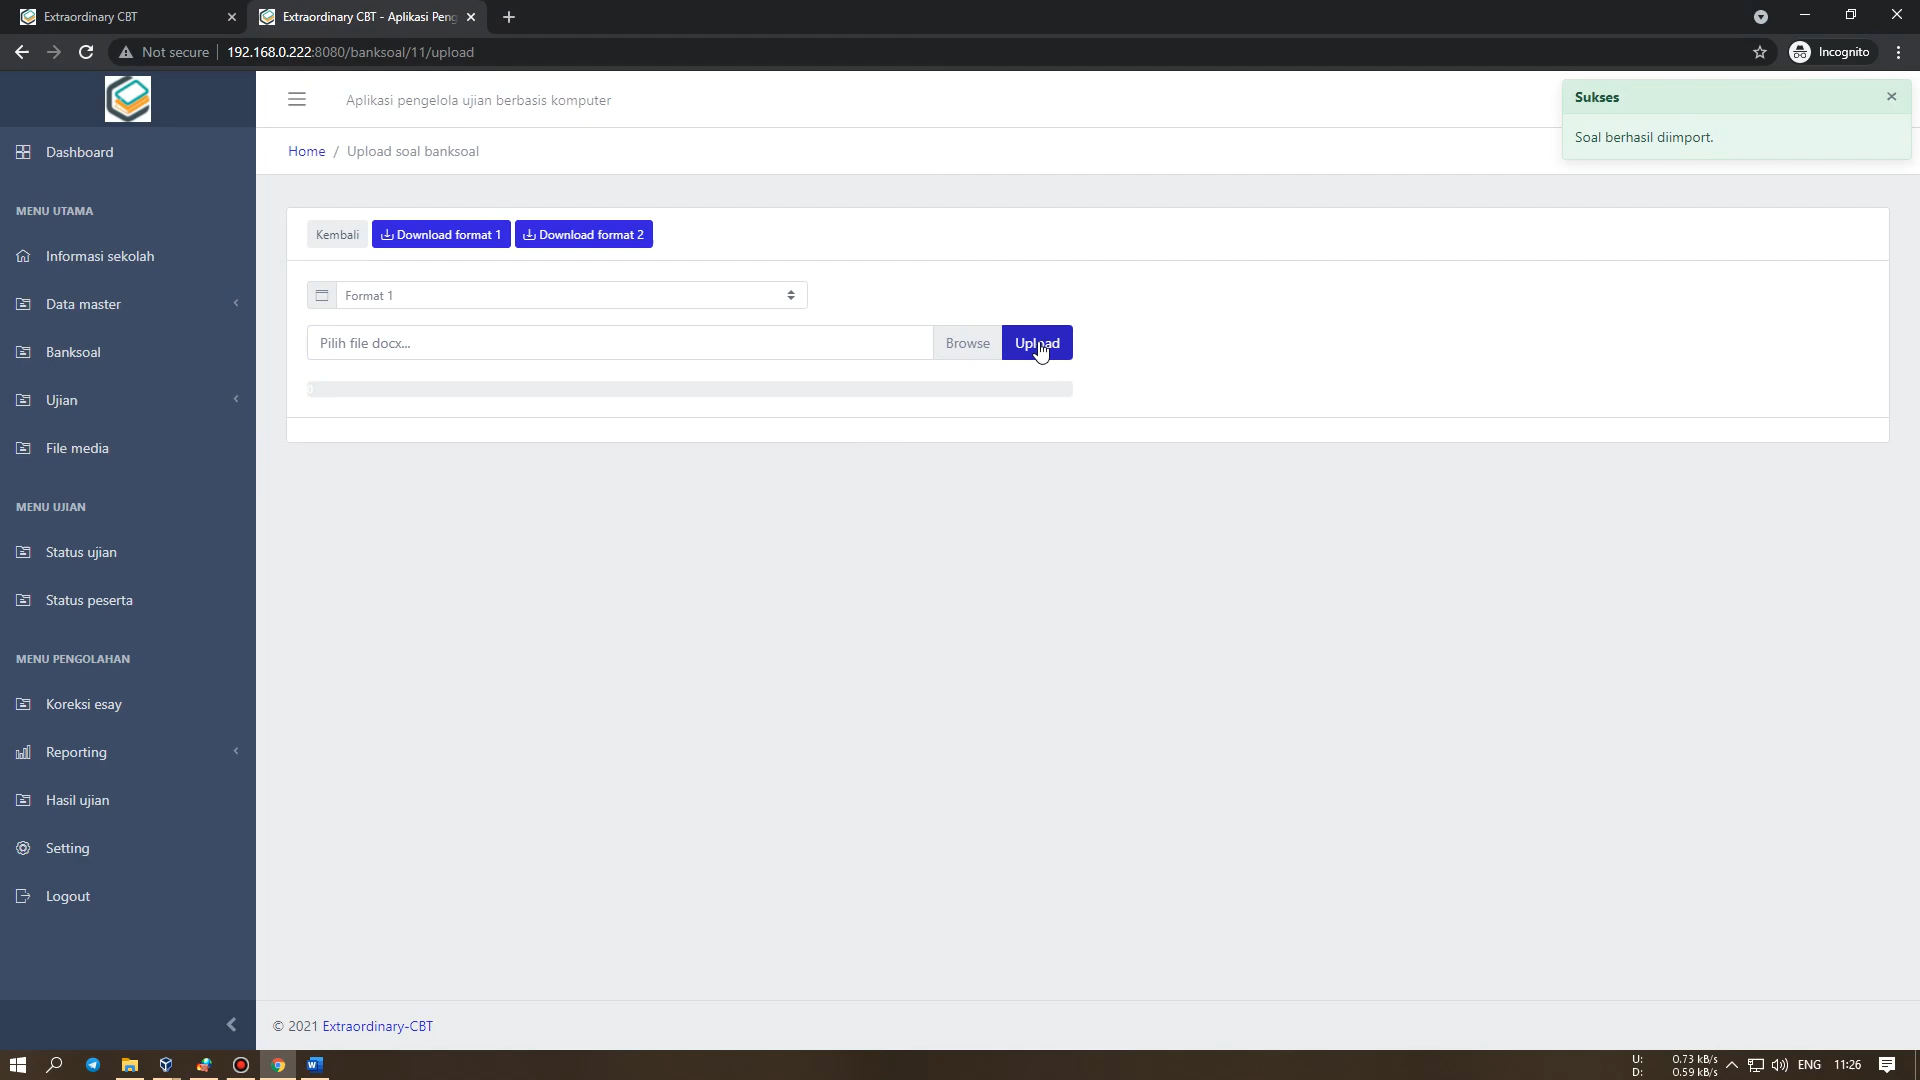 Extraordinary CBT
Extraordinary CBT - Aplikasi Peng
Not secure
192.168.0.222:8080/banksoal/11/upload
Incognito
Aplikasi pengelola ujian berbasis komputer
Sukses
Soal berhasil diimport.
Home / Upload soal banksoal
Dashboard
MENU UTAMA
Informasi sekolah
Data master
Banksoal
Ujian
File media
MENU UJIAN
Status ujian
Status peserta
MENU PENGOLAHAN
Koreksi esay
Reporting
Hasil ujian
Setting
Logout
Kembali
Download format 1
Download format 2
Format 1
Pilih file docx...
Browse
Upload
0
© 2021 Extraordinary-CBT
U: 0.73 kB/s
D: 0.59 kB/s
ENG
11:26